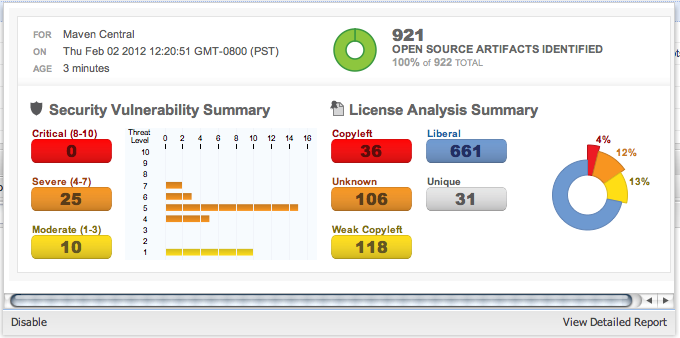 FOR Maven Central
ON Thu Feb 02 2012 12:20:51 GMT-0800 (PST)
AGE 3 minutes
921
OPEN SOURCE ARTIFACTS IDENTIFIED
100% of 922 TOTAL
Security Vulnerability Summary
Critical (8-10)
0
Severe (4-7)
25
Moderate (1-3)
10
Threat
Level
0 2 4 6 8 10 12 14 16
10
9
8
7
6
5
4
3
2
1
License Analysis Summary
Copyleft
36
Liberal
661
Unknown
106
Unique
31
Weak Copyleft
118
4%
12%
13%
Disable
View Detailed Report